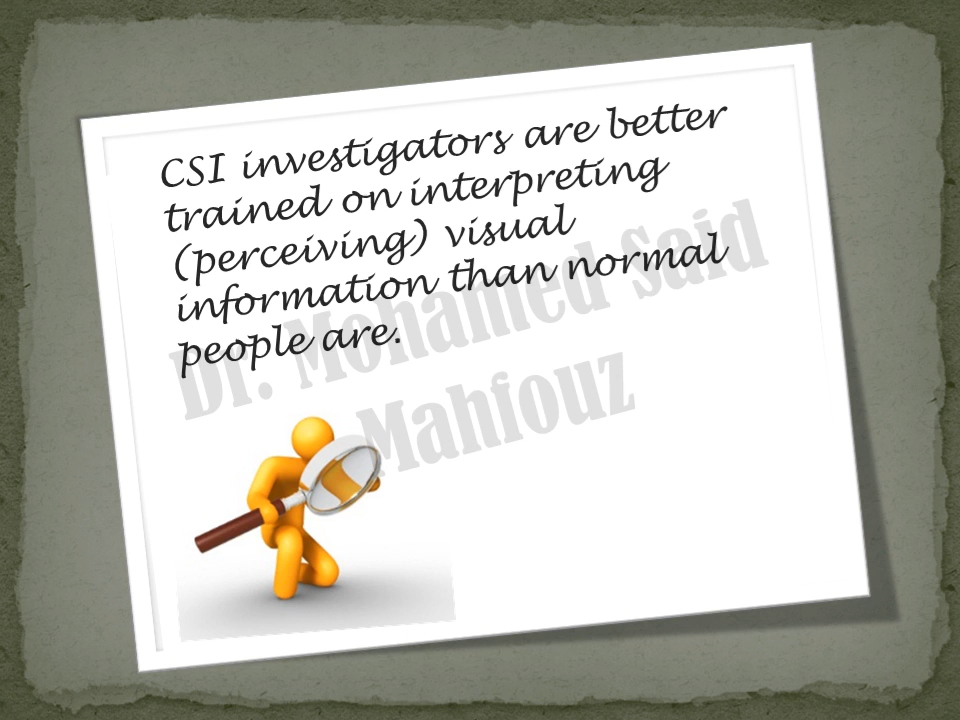 CSI investigators are better
trained on interpreting
(perceiving) visual
information than normal
people are.
Dr. Mohamed Said
Mahfouz